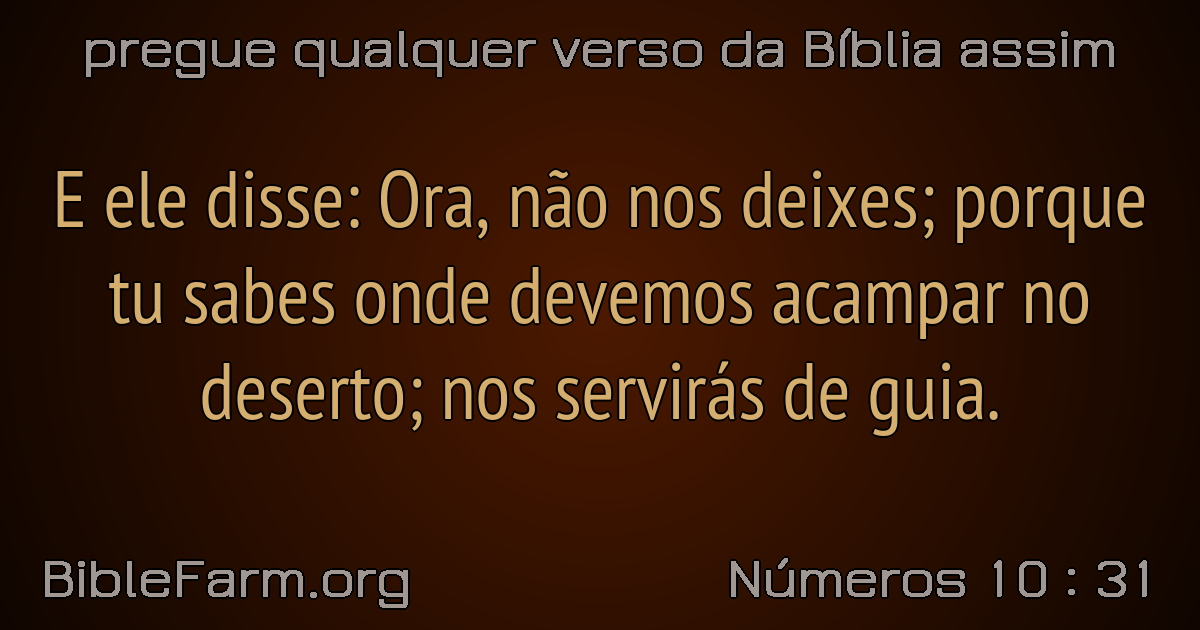 pregue qualquer verso da Bíblia assim
E ele disse: Ora, não nos deixes; porque
tu sabes onde devemos acampar no
deserto; nos servirás de guia.
BibleFarm.org
Números 10 : 31